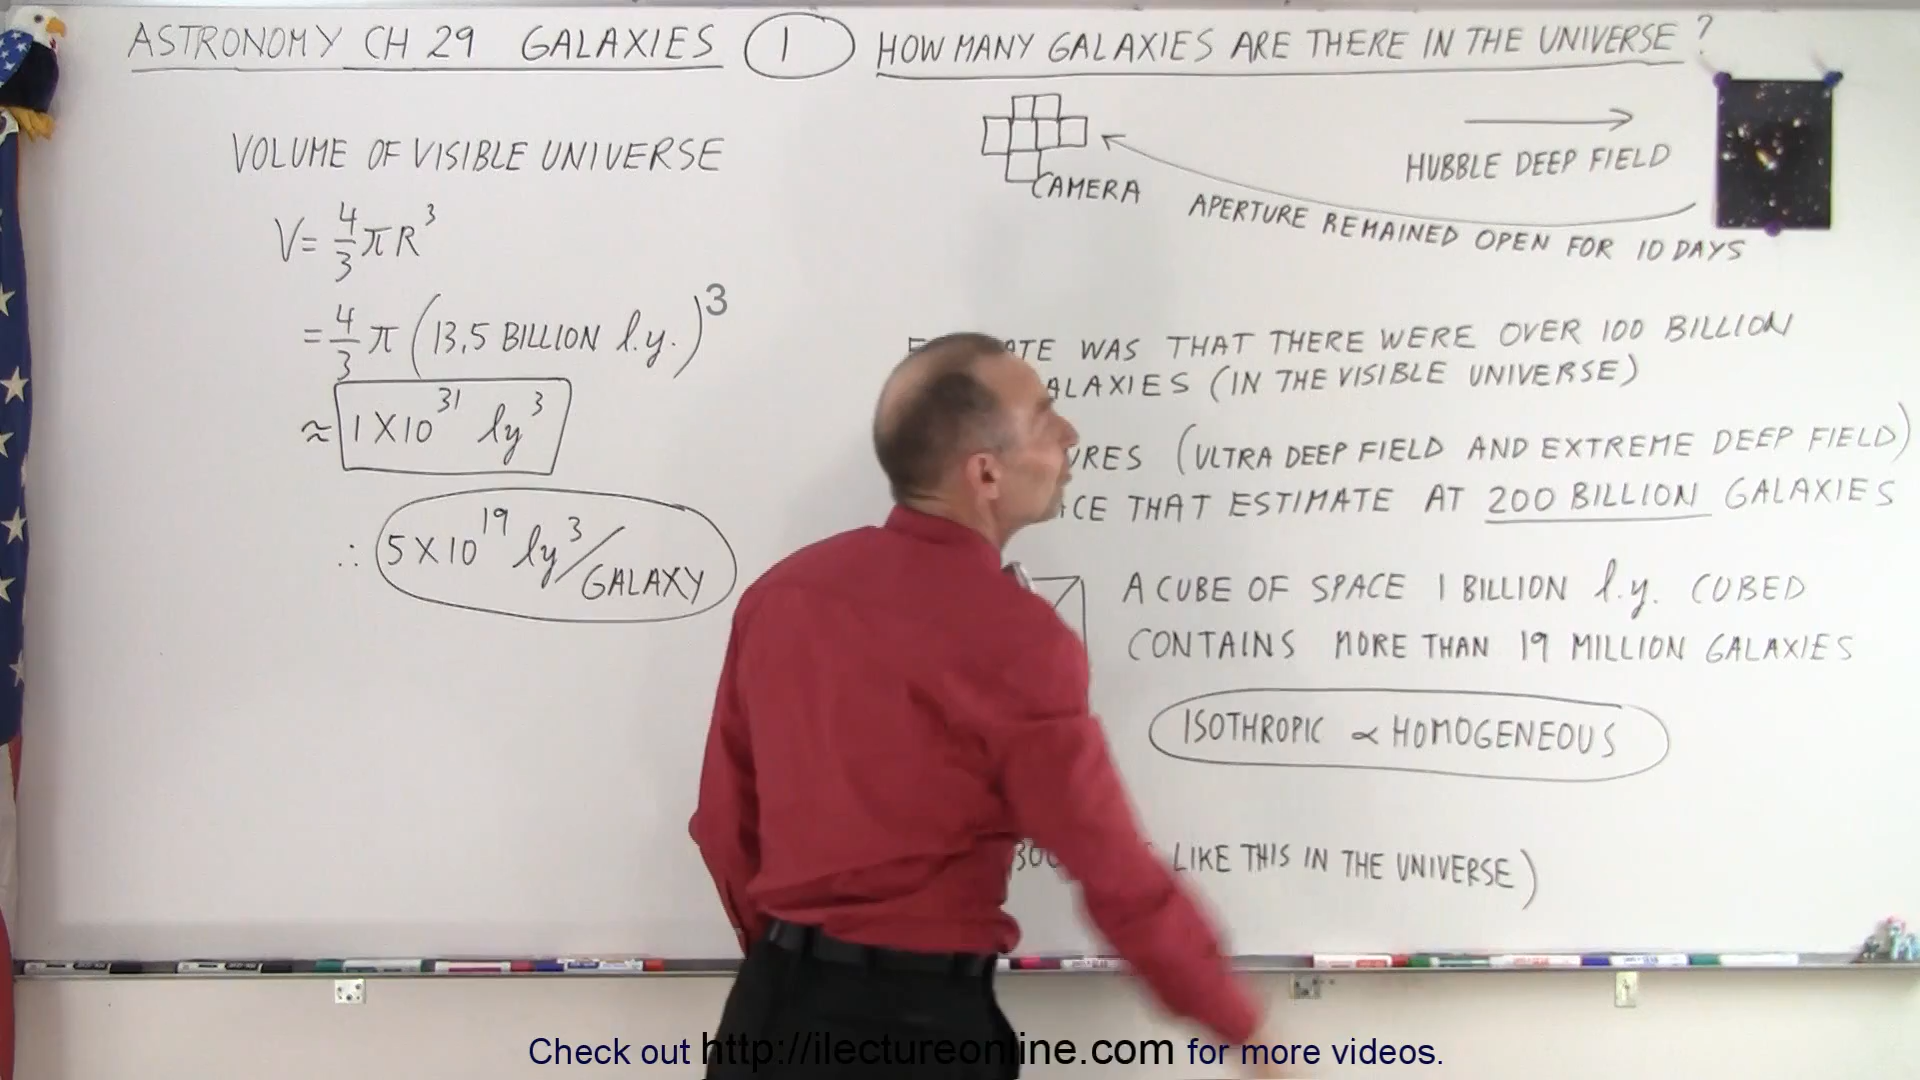 ASTRONOMY CH 29 GALAXIES 1 HOW MANY GALAXIES ARE THERE IN THE UNIVERSE?
VOLUME OF VISIBLE UNIVERSE
V = 4/3 π R³
= 4/3 π (13,5 BILLION l.y.)³
≈ 1 X 10³¹ ly³
∴ 5 X 10¹⁹ ly³/GALAXY
CAMERA
HUBBLE DEEP FIELD
APERTURE REMAINED OPEN FOR 10 DAYS
WAS THAT THERE WERE OVER 100 BILLION
(IN THE VISIBLE UNIVERSE)
(ULTRA DEEP FIELD AND EXTREME DEEP FIELD)
THAT ESTIMATE AT 200 BILLION GALAXIES
A CUBE OF SPACE 1 BILLION l.y. CUBED
CONTAINS MORE THAN 19 MILLION GALAXIES
ISOTHROPIC ∝ HOMOGENEOUS
LIKE THIS IN THE UNIVERSE)
Check out http://ilectureonline.com for more videos.